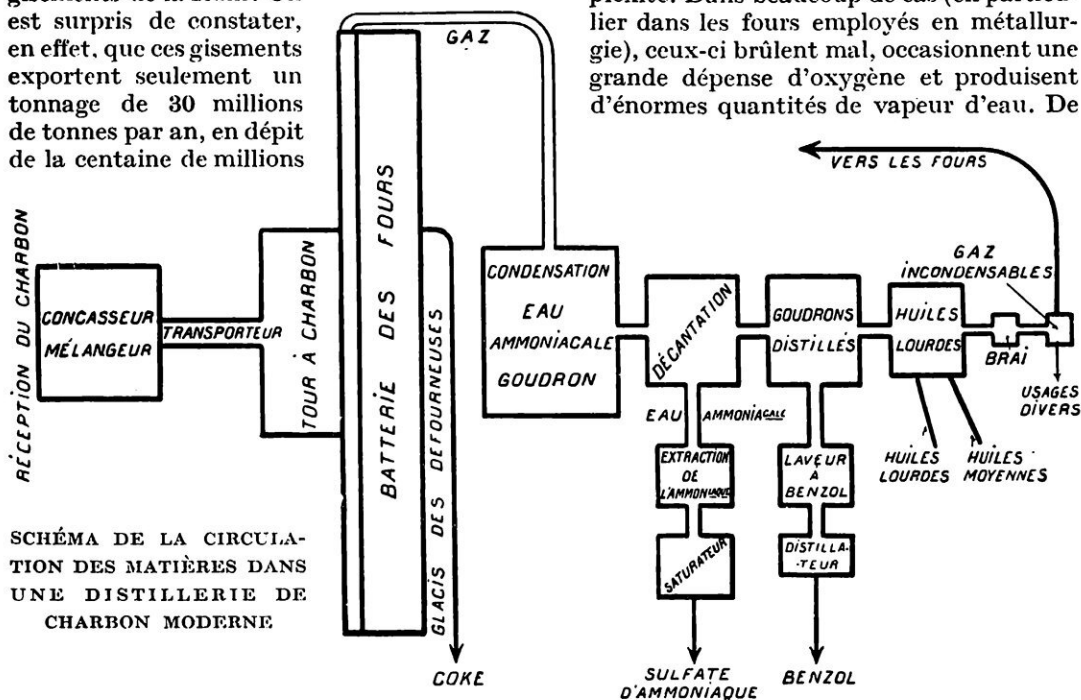 est surpris de constater,
en effet, que ces gisements
exportent seulement un
tonnage de 30 millions
de tonnes par an, en dépit
de la centaine de millions
lier dans les fours employés en métallur-
gie), ceux-ci brûlent mal, occasionnent une
grande dépense d'oxygène et produisent
d'énormes quantités de vapeur d'eau. De
RÉCEPTION DU CHARBON
CONCASSEUR
MÉLANGEUR
TRANSPORTEUR
TOUR À CHARBON
BATTERIE DES FOURS
GLACIS DES DEFOURNEUSES
COKE
GAZ
CONDENSATION
EAU
AMMONIACALE
GOUDRON
DÉCANTATION
EAU AMMONIACALE
EXTRACTION
DE
L'AMMONIAQUE
SATURATEUR
SULFATE
D'AMMONIAQUE
GOUDRONS
DISTILLÉS
LAVEUR
À
BENZOL
DISTILLA-
-TEUR
BENZOL
HUILES
LOURDES
HUILES
LOURDES
HUILES
MOYENNES
BRAI
GAZ
INCONDENSABLES
VERS LES FOURS
USAGES
DIVERS
SCHÉMA DE LA CIRCULA-
TION DES MATIÈRES DANS
UNE DISTILLERIE DE
CHARBON MODERNE